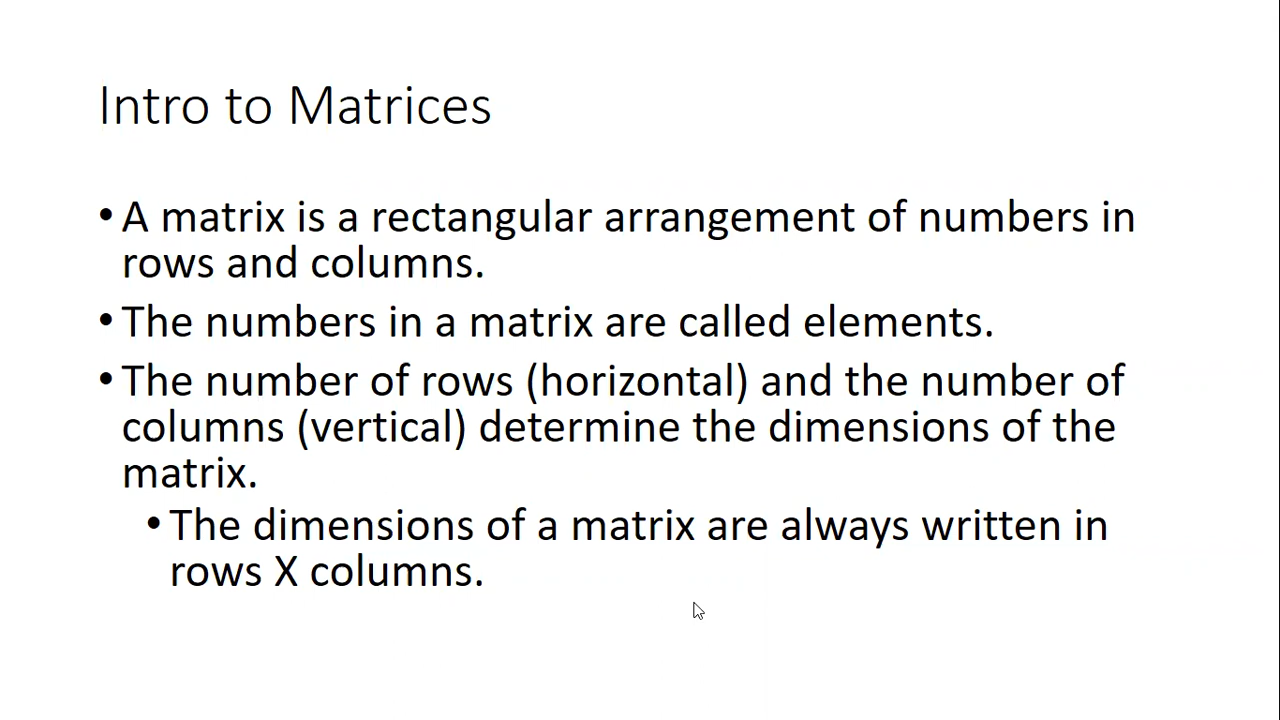 Intro to Matrices
• A matrix is a rectangular arrangement of numbers in
rows and columns.
• The numbers in a matrix are called elements.
• The number of rows (horizontal) and the number of
columns (vertical) determine the dimensions of the
matrix.
• The dimensions of a matrix are always written in
rows X columns.